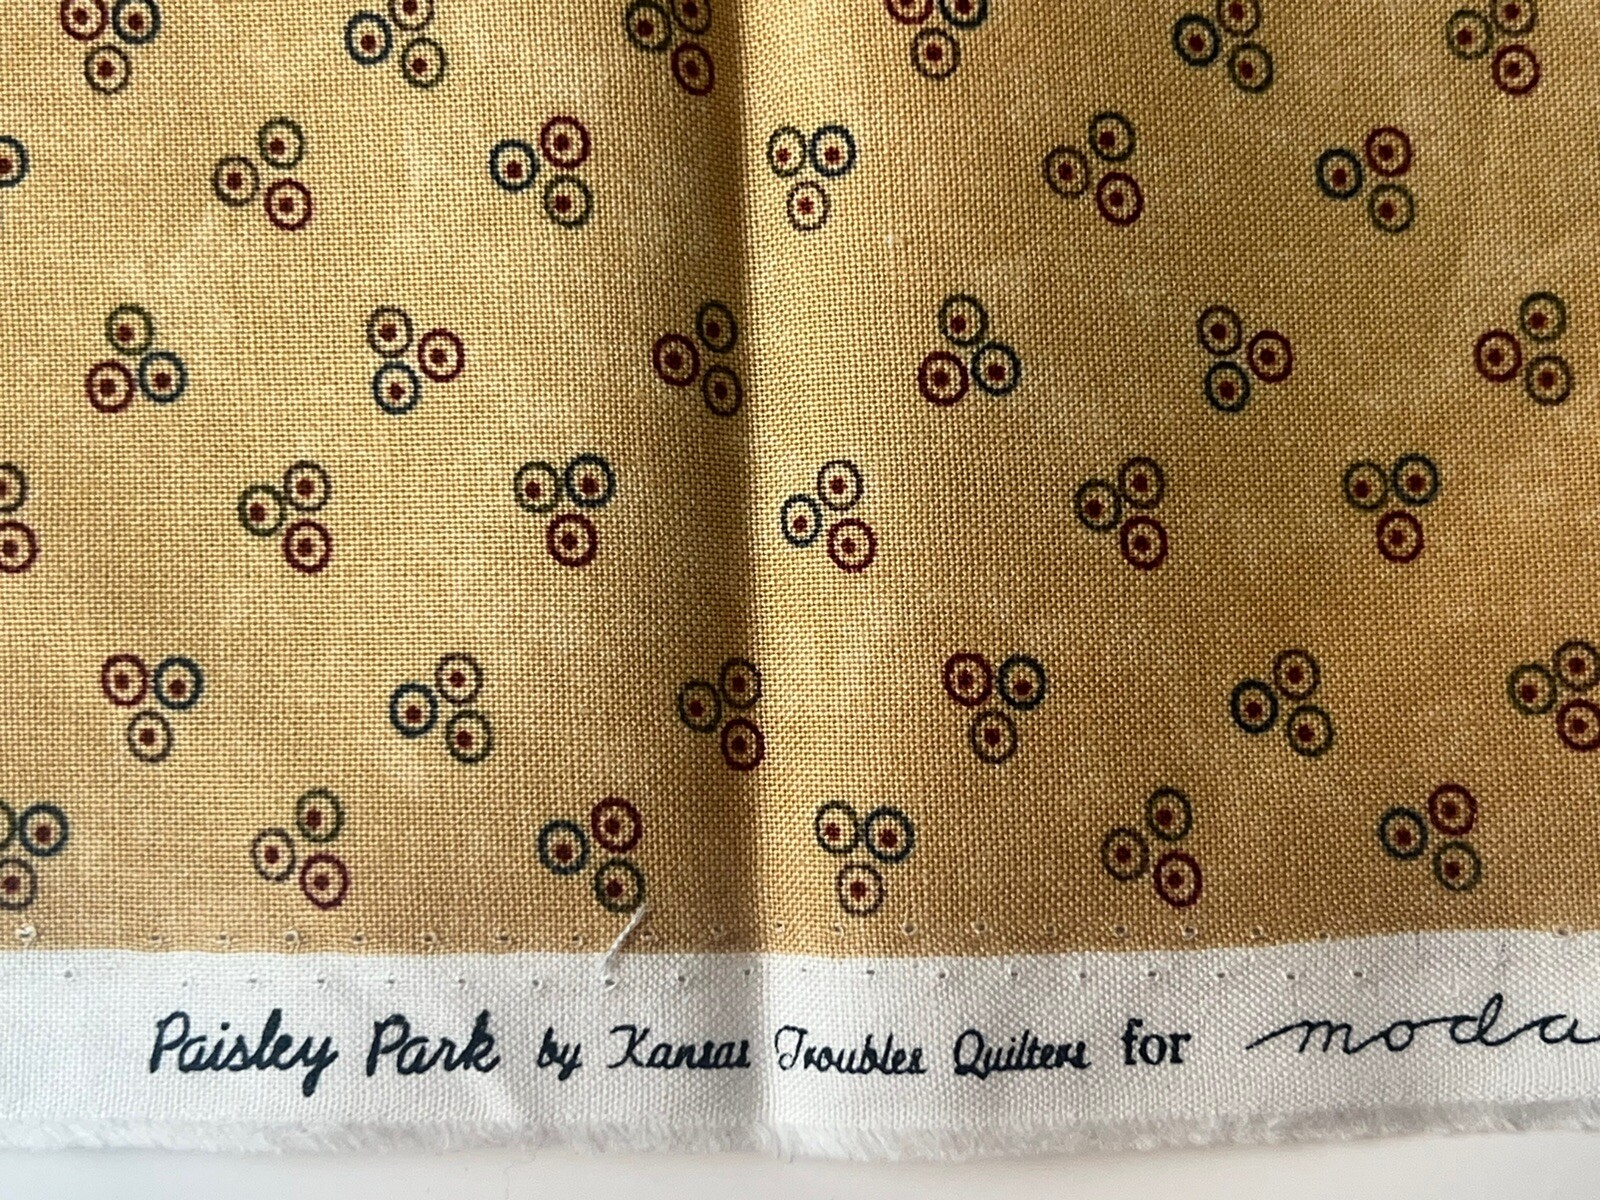 Paisley Park by Kansas Troubles Quilters for moda